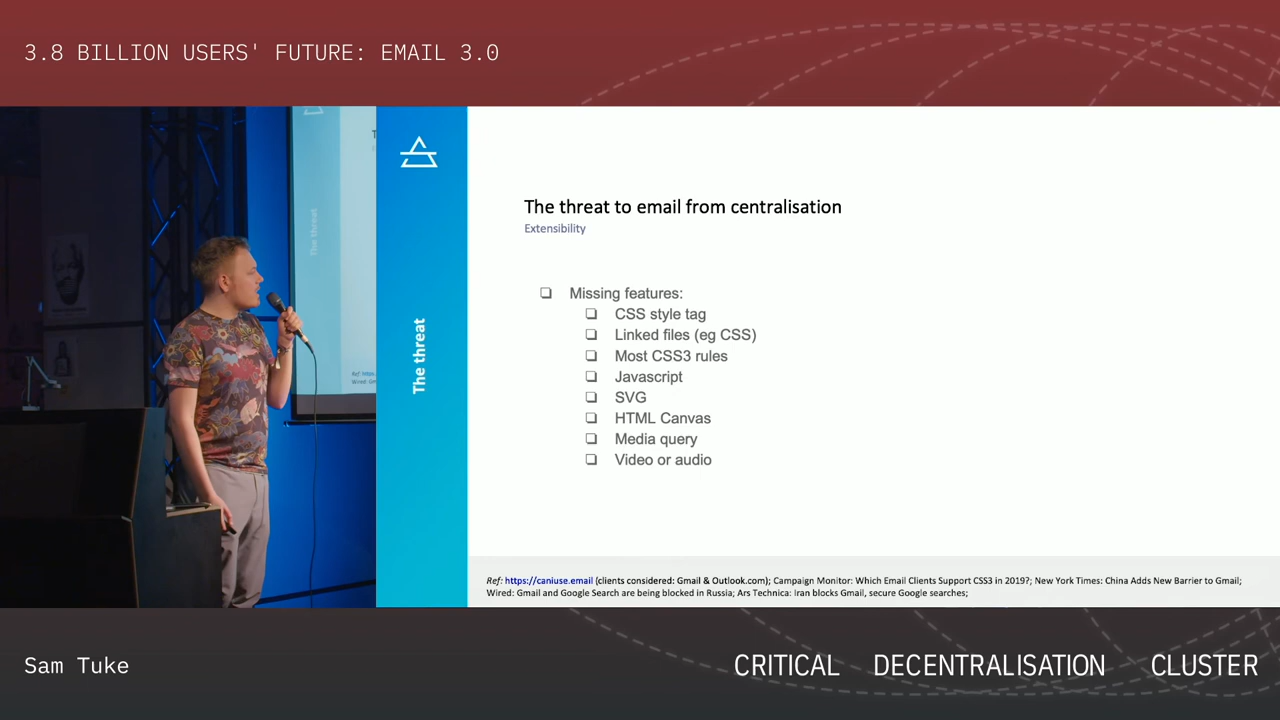 3.8 BILLION USERS' FUTURE: EMAIL 3.0
The threat
The threat
The threat to email from centralisation
Extensibility
❏ Missing features:
❏ CSS style tag
❏ Linked files (eg CSS)
❏ Most CSS3 rules
❏ Javascript
❏ SVG
❏ HTML Canvas
❏ Media query
❏ Video or audio
Ref: https://caniuse.email (clients considered: Gmail & Outlook.com); Campaign Monitor: Which Email Clients Support CSS3 in 2019?; New York Times: China Adds New Barrier to Gmail;
Wired: Gmail and Google Search are being blocked in Russia; Ars Technica: Iran blocks Gmail, secure Google searches;
Sam Tuke
CRITICAL DECENTRALISATION CLUSTER